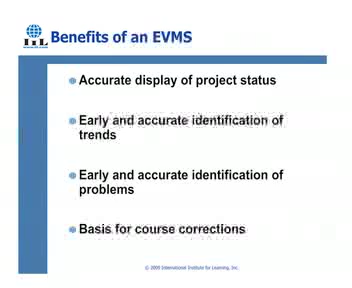 IIL
Benefits of an EVMS
Accurate display of project status
Early and accurate identification of
trends
Early and accurate identification of
problems
Basis for course corrections
© 2009 International Institute for Learning, Inc.